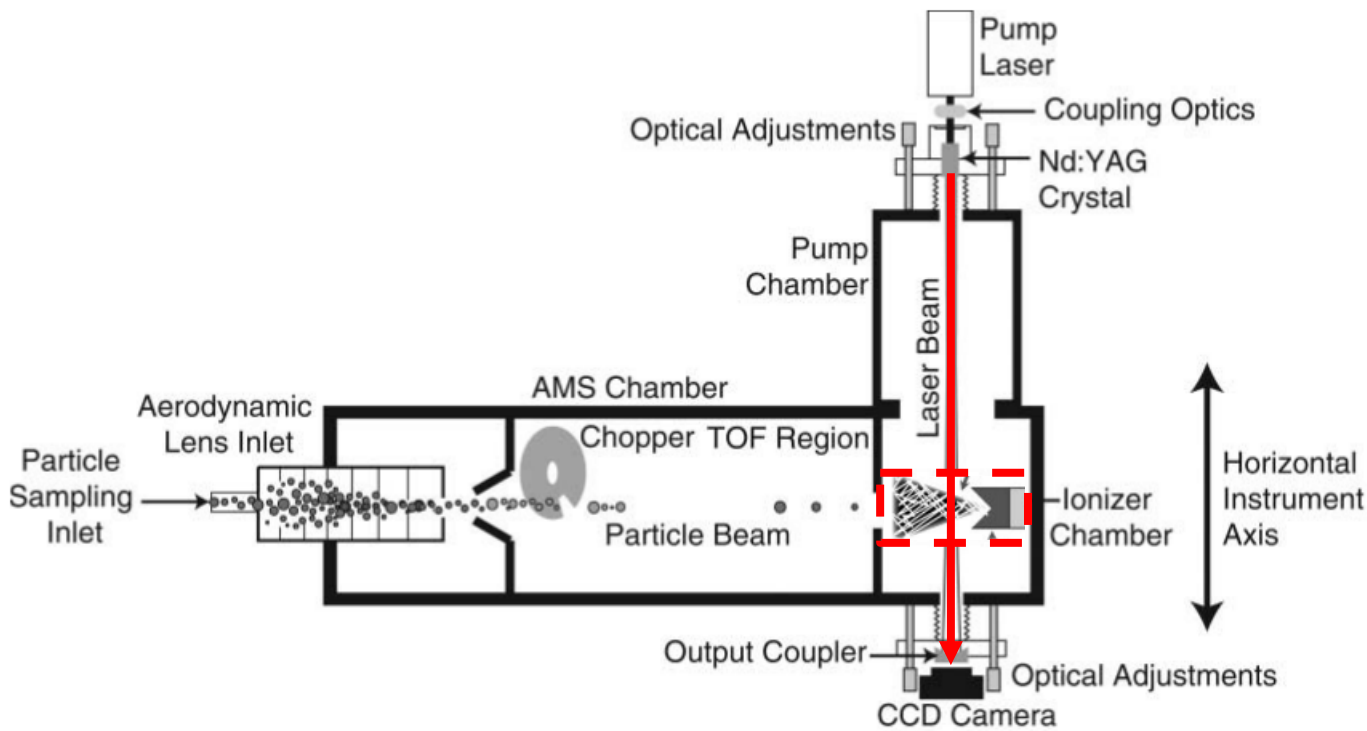 Pump
Laser
Coupling Optics
Optical Adjustments
Nd:YAG
Crystal
Pump
Chamber
Laser Beam
AMS Chamber
Aerodynamic
Lens Inlet
Chopper
TOF Region
Particle
Sampling
Inlet
Horizontal
Instrument
Axis
Ionizer
Chamber
Particle Beam
Output Coupler
Optical Adjustments
CCD Camera